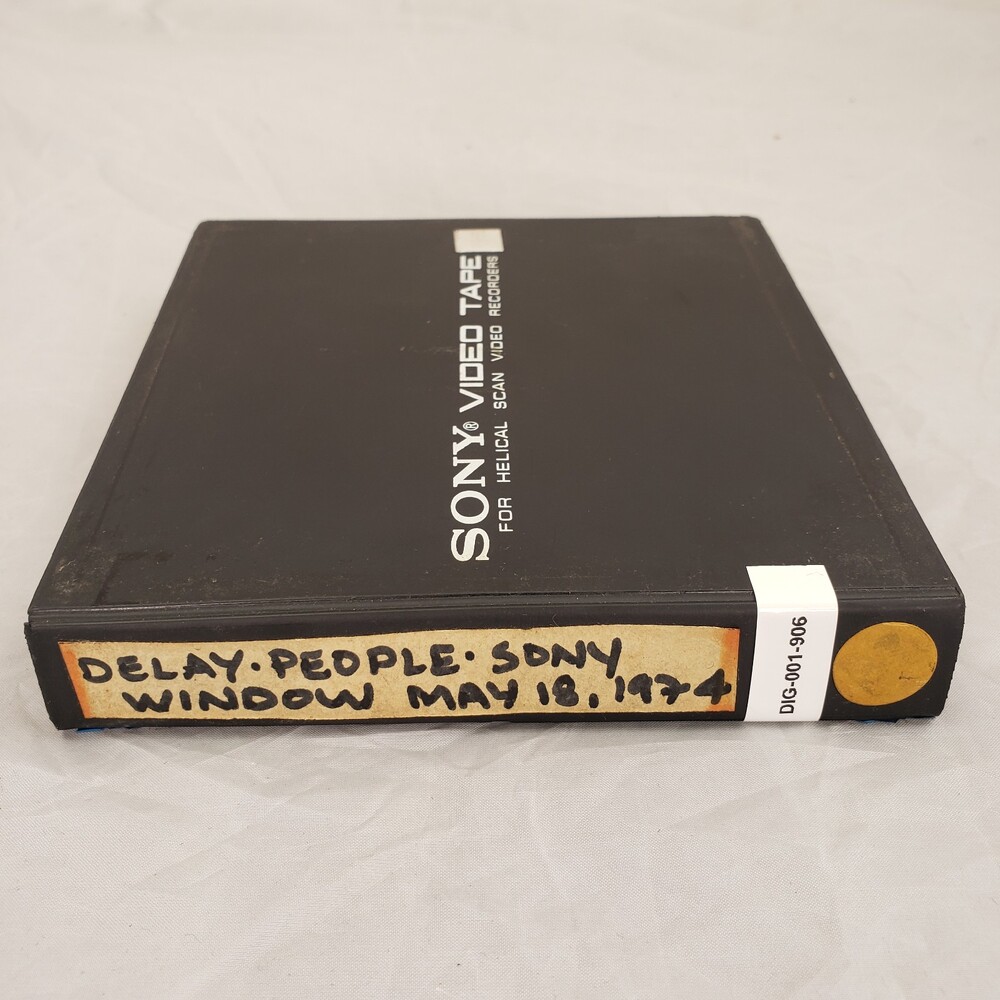 SONY® VIDEO TAPE
FOR HELICAL SCAN VIDEO RECORDERS
DELAY·PEOPLE·SONY
WINDOW MAY 18, 1974
DIG-001-906